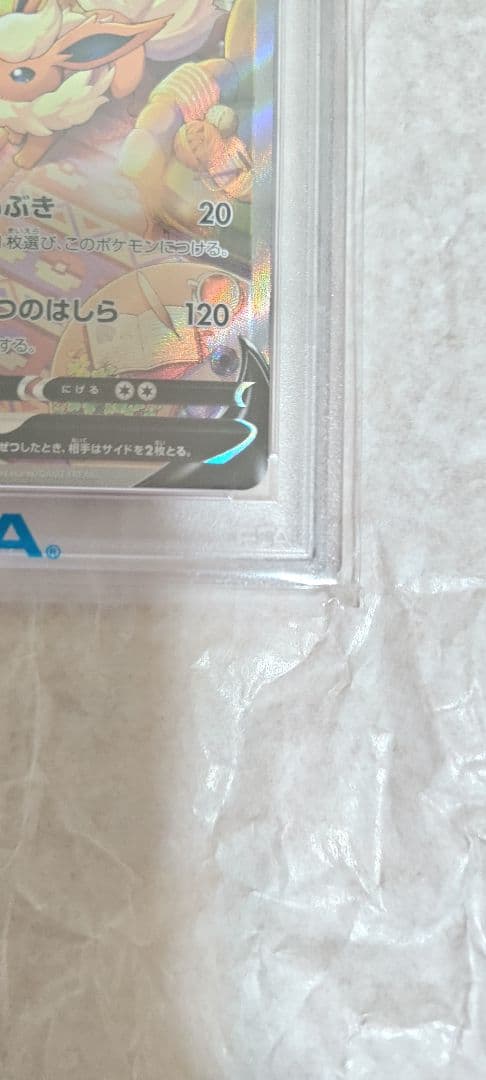 ぶき 20
枚選び、このポケモンにつける。
つのはしら 120
する。
にげる
ぜつしたとき、相手はサイドを2枚とる。
A®
PSA